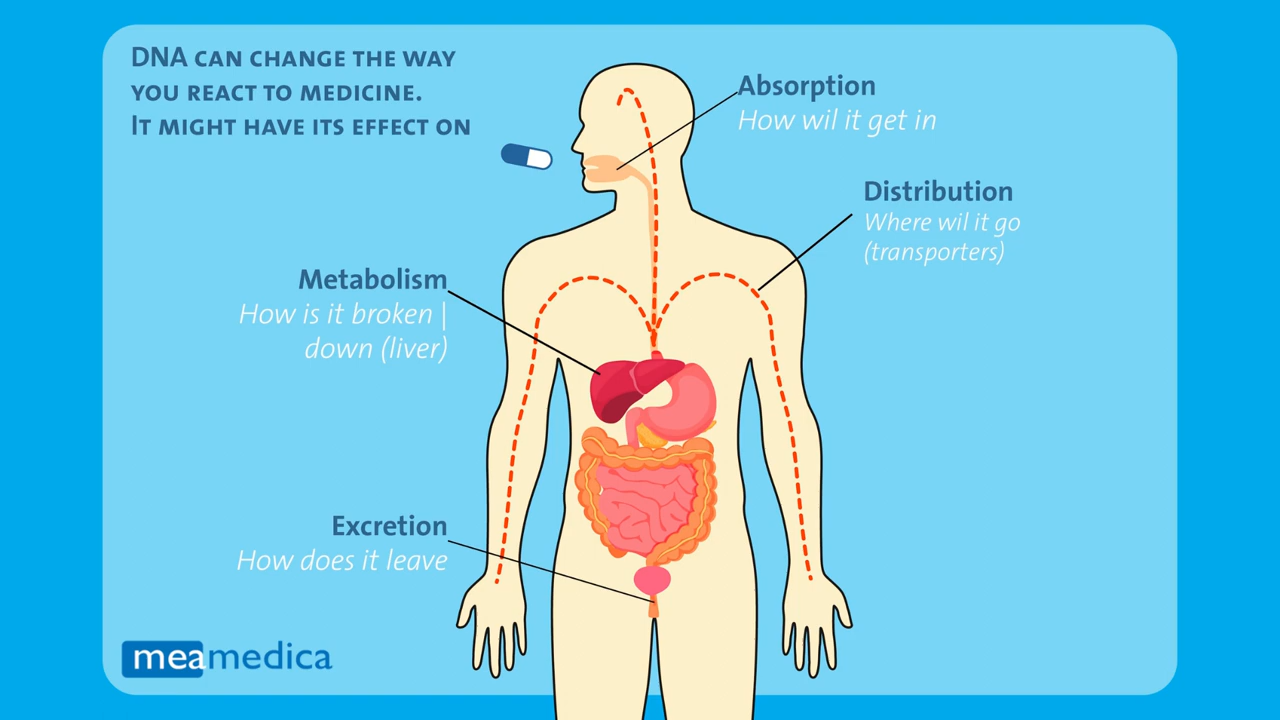 DNA CAN CHANGE THE WAY
YOU REACT TO MEDICINE.
IT MIGHT HAVE ITS EFFECT ON
Absorption
How wil it get in
Distribution
Where wil it go
(transporters)
Metabolism
How is it broken |
down (liver)
Excretion
How does it leave
meamedica